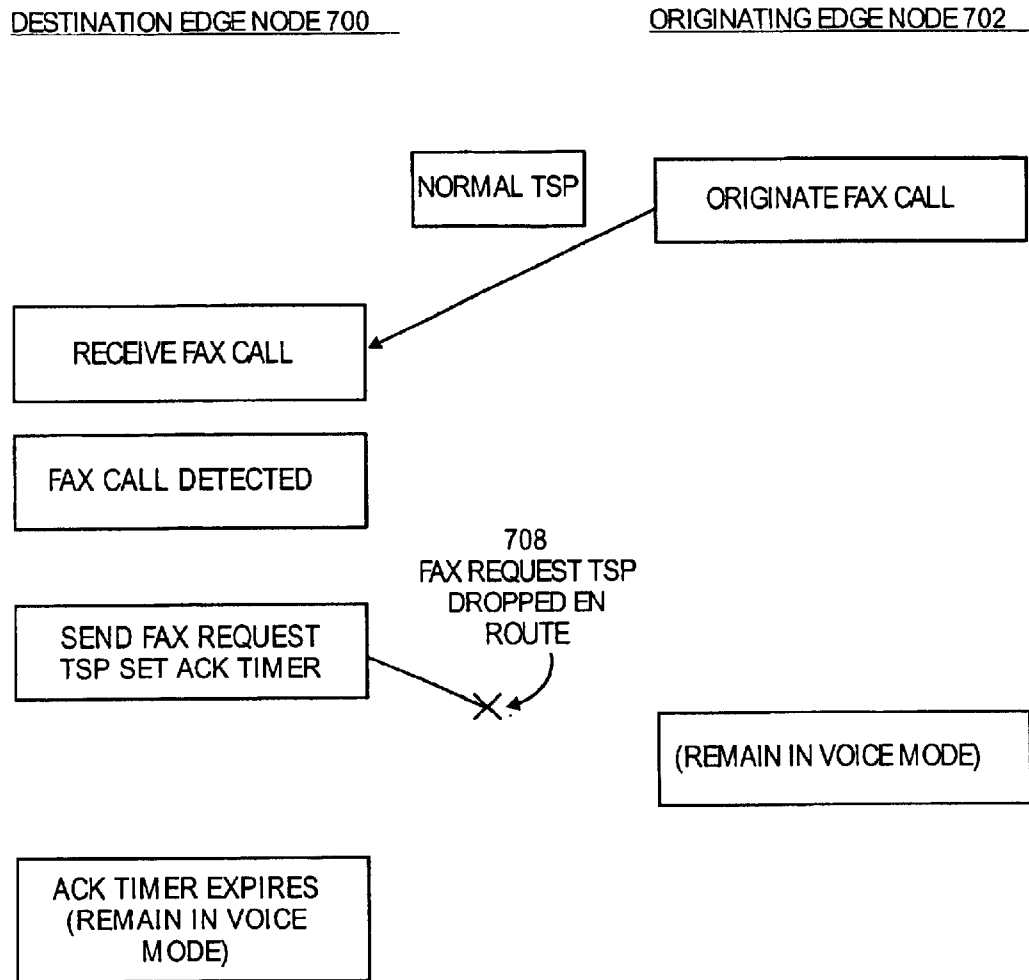 DESTINATION EDGE NODE 700
ORIGINATING EDGE NODE 702
NORMAL TSP
ORIGINATE FAX CALL
RECEIVE FAX CALL
FAX CALL DETECTED
708
FAX REQUEST TSP
DROPPED EN
ROUTE
SEND FAX REQUEST
TSP SET ACK TIMER
(REMAIN IN VOICE MODE)
ACK TIMER EXPIRES
(REMAIN IN VOICE
MODE)